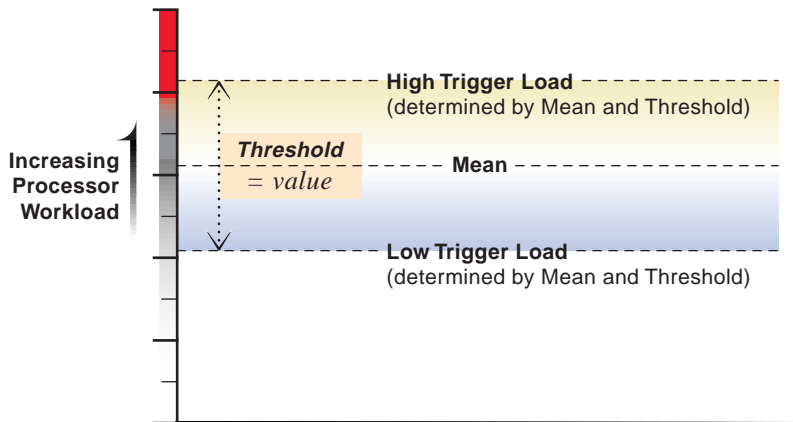 High Trigger Load
(determined by Mean and Threshold)
Threshold
= value
Mean
Increasing
Processor
Workload
Low Trigger Load
(determined by Mean and Threshold)